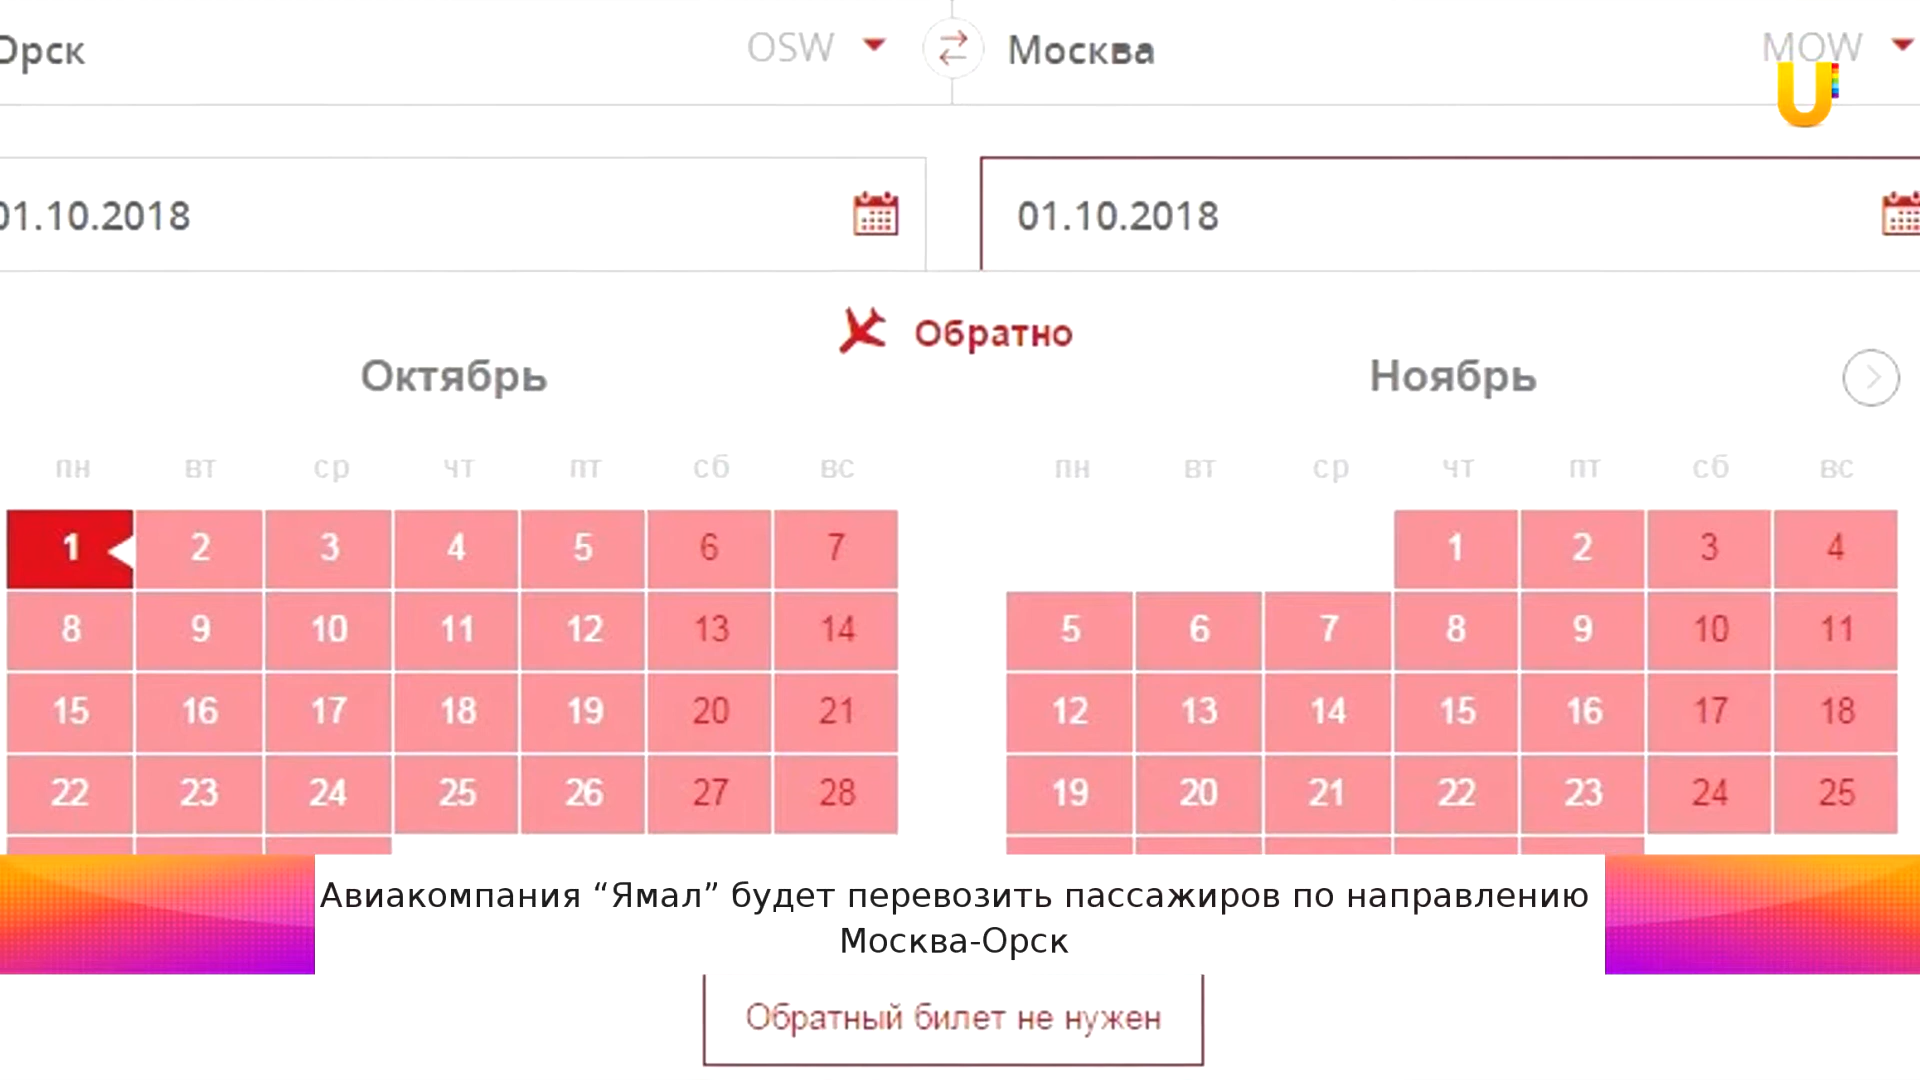 Орск OSW Москва MOW
U
01.10.2018 01.10.2018
Обратно
Октябрь Ноябрь
пн вт ср чт пт сб вс пн вт ср чт пт сб вс
1 2 3 4 5 6 7 1 2 3 4
8 9 10 11 12 13 14 5 6 7 8 9 10 11
15 16 17 18 19 20 21 12 13 14 15 16 17 18
22 23 24 25 26 27 28 19 20 21 22 23 24 25
Авиакомпания “Ямал” будет перевозить пассажиров по направлению
Москва-Орск
Обратный билет не нужен